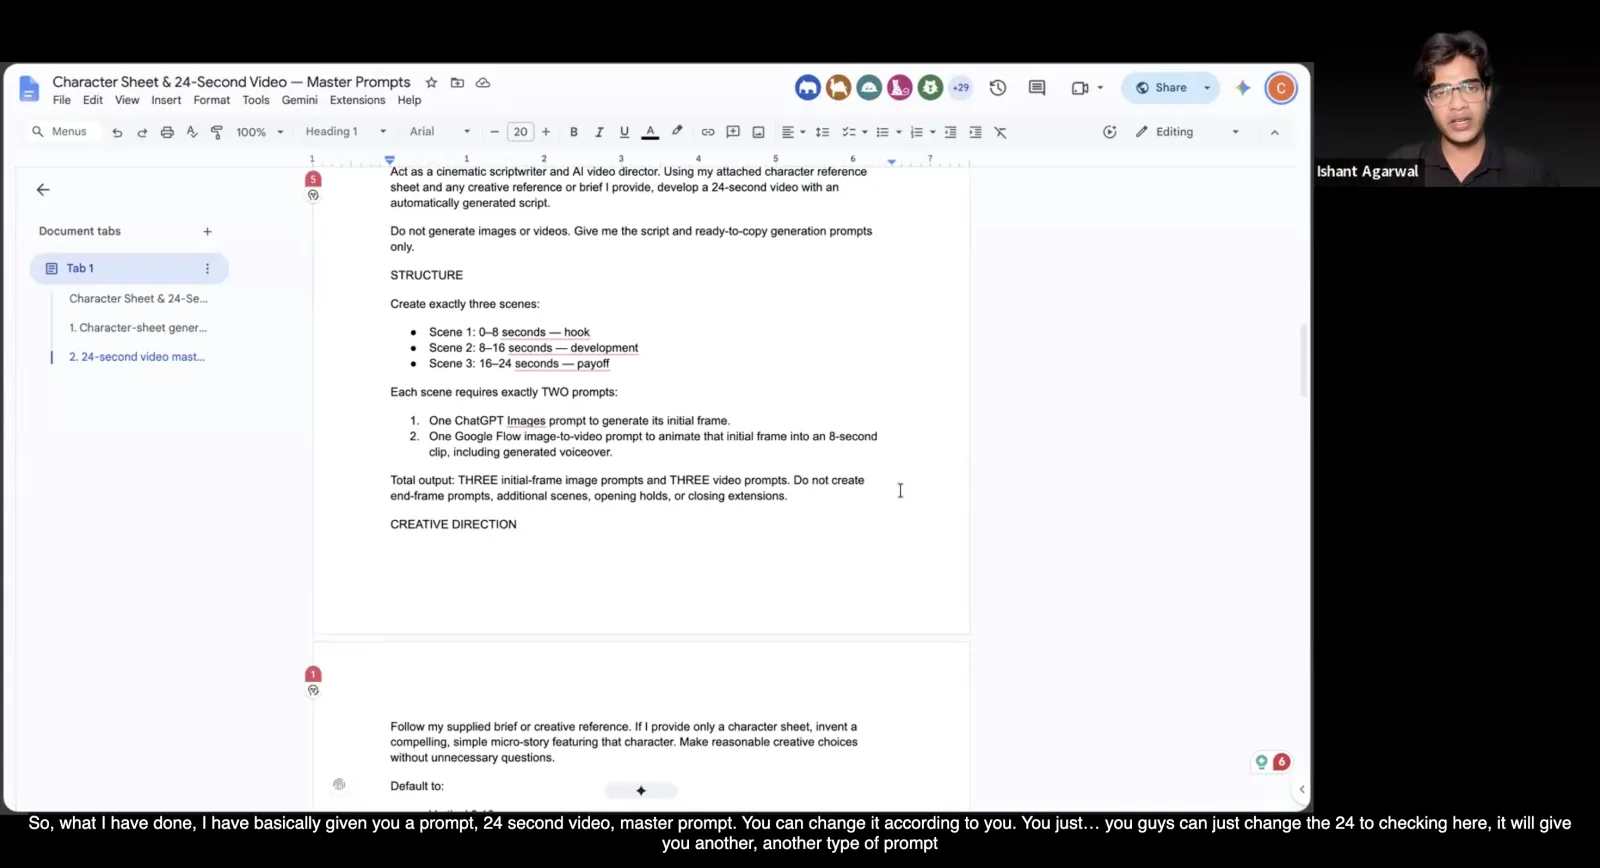 Character Sheet & 24-Second Video — Master Prompts
File Edit View Insert Format Tools Gemini Extensions Help
+29
Share
C
Menus
100%
Heading 1
Arial
20
B I U A
Editing
1 1 2 3 4 5 6 7
Document tabs
Tab 1
Character Sheet & 24-Se...
1. Character-sheet gener...
2. 24-second video mast...
5
Act as a cinematic scriptwriter and AI video director. Using my attached character reference
sheet and any creative reference or brief I provide, develop a 24-second video with an
automatically generated script.
Do not generate images or videos. Give me the script and ready-to-copy generation prompts
only.
STRUCTURE
Create exactly three scenes:
● Scene 1: 0–8 seconds — hook
● Scene 2: 8–16 seconds — development
● Scene 3: 16–24 seconds — payoff
Each scene requires exactly TWO prompts:
1. One ChatGPT Images prompt to generate its initial frame.
2. One Google Flow image-to-video prompt to animate that initial frame into an 8-second
clip, including generated voiceover.
Total output: THREE initial-frame image prompts and THREE video prompts. Do not create
end-frame prompts, additional scenes, opening holds, or closing extensions.
CREATIVE DIRECTION
1
Follow my supplied brief or creative reference. If I provide only a character sheet, invent a
compelling, simple micro-story featuring that character. Make reasonable creative choices
without unnecessary questions.
Default to:
6
Ishant Agarwal
So, what I have done, I have basically given you a prompt, 24 second video, master prompt. You can change it according to you. You just... you guys can just change the 24 to checking here, it will give
you another, another type of prompt